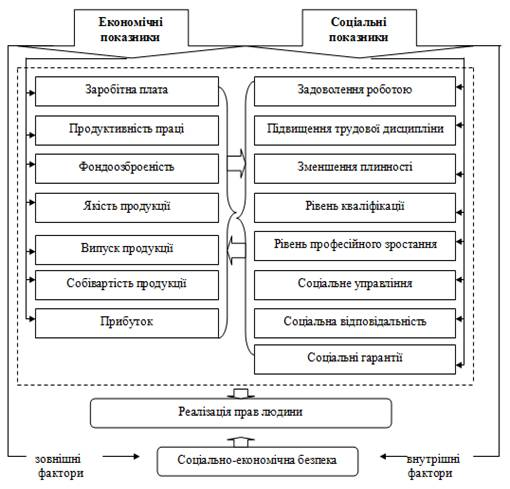 Економічні
показники
Соціальні
показники
Заробітна плата
Продуктивність праці
Фондоозброєність
Якість продукції
Випуск продукції
Собівартість продукції
Прибуток
Задоволення роботою
Підвищення трудової дисципліни
Зменшення плинності
Рівень кваліфікації
Рівень професійного зростання
Соціальне управління
Соціальна відповідальність
Соціальні гарантії
Реалізація прав людини
Соціально-економічна безпека
зовнішні
фактори
внутрішні
фактори